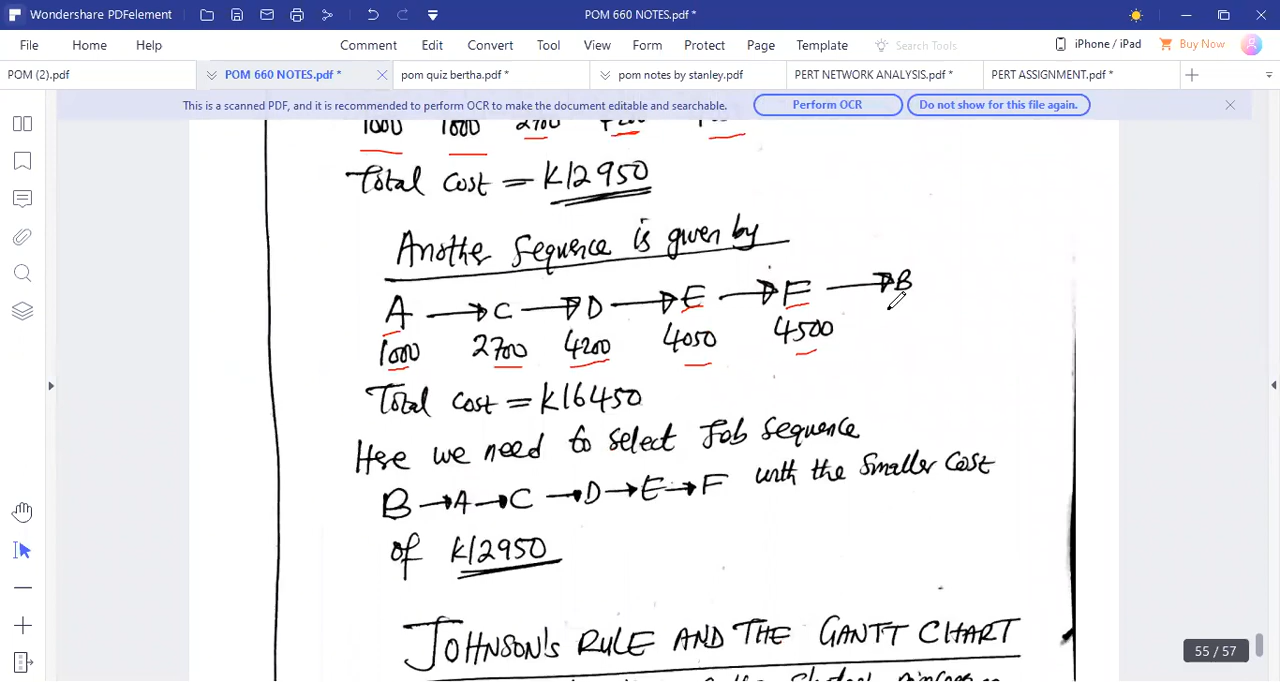 Wondershare PDFelement
POM 660 NOTES.pdf *
File Home Help Comment Edit Convert Tool View Form Protect Page Template Search Tools iPhone / iPad Buy Now
POM (2).pdf POM 660 NOTES.pdf * pom quiz bertha.pdf * pom notes by stanley.pdf PERT NETWORK ANALYSIS.pdf * PERT ASSIGNMENT.pdf *
This is a scanned PDF, and it is recommended to perform OCR to make the document editable and searchable. Perform OCR Do not show for this file again.
1000 1000 2700 4200
Total Cost = K12950
Another Sequence is given by
A → C → D → E → F → B
1000 2700 4200 4050 4500
Total Cost = K16450
Here we need to select Job Sequence
B → A → C → D → E → F with the Smaller Cost
of K12950
JOHNSON's RULE AND THE GANTT CHART
55 / 57